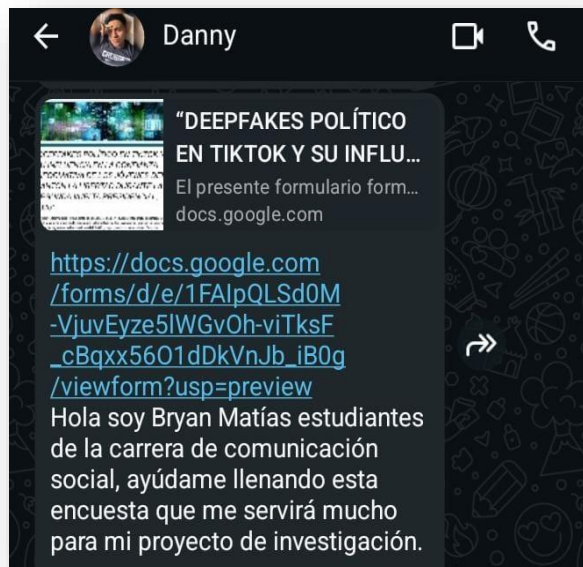 Danny
“DEEPFAKES POLÍTICO
EN TIKTOK Y SU INFLU...
El presente formulario form...
docs.google.com
https://docs.google.com
/forms/d/e/1FAIpQLSd0M
-VjuvEyze5lWGvOh-viTksF
_cBqxx56O1dDkVnJb_iB0g
/viewform?usp=preview
Hola soy Bryan Matías estudiantes
de la carrera de comunicación
social, ayúdame llenando esta
encuesta que me servirá mucho
para mi proyecto de investigación.